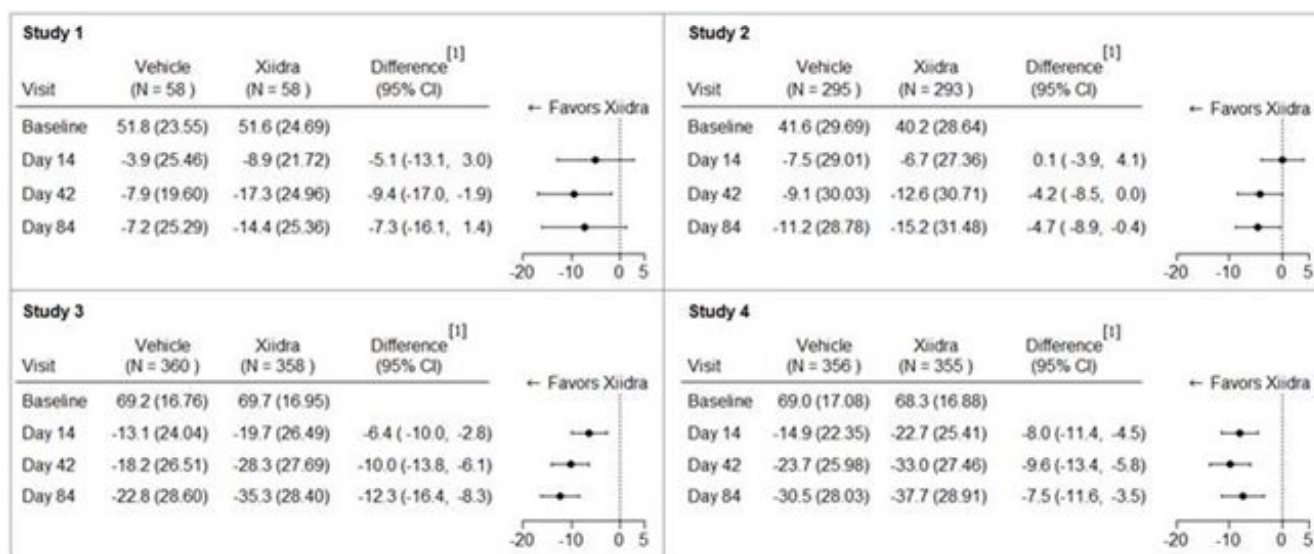 Study 1
Vehicle Xiidra Difference[1]
Visit (N = 58 ) (N = 58 ) (95% CI)
← Favors Xiidra
Baseline 51.8 (23.55) 51.6 (24.69)
Day 14 -3.9 (25.46) -8.9 (21.72) -5.1 (-13.1, 3.0)
Day 42 -7.9 (19.60) -17.3 (24.96) -9.4 (-17.0, -1.9)
Day 84 -7.2 (25.29) -14.4 (25.36) -7.3 (-16.1, 1.4)
-20 -10 0 5
Study 2
Vehicle Xiidra Difference[1]
Visit (N = 295 ) (N = 293 ) (95% CI)
← Favors Xiidra
Baseline 41.6 (29.69) 40.2 (28.64)
Day 14 -7.5 (29.01) -6.7 (27.36) 0.1 ( -3.9, 4.1)
Day 42 -9.1 (30.03) -12.6 (30.71) -4.2 ( -8.5, 0.0)
Day 84 -11.2 (28.78) -15.2 (31.48) -4.7 ( -8.9, -0.4)
-20 -10 0 5
Study 3
Vehicle Xiidra Difference[1]
Visit (N = 360 ) (N = 358 ) (95% CI)
← Favors Xiidra
Baseline 69.2 (16.76) 69.7 (16.95)
Day 14 -13.1 (24.04) -19.7 (26.49) -6.4 ( -10.0, -2.8)
Day 42 -18.2 (26.51) -28.3 (27.69) -10.0 (-13.8, -6.1)
Day 84 -22.8 (28.60) -35.3 (28.40) -12.3 (-16.4, -8.3)
-20 -10 0 5
Study 4
Vehicle Xiidra Difference[1]
Visit (N = 356 ) (N = 355 ) (95% CI)
← Favors Xiidra
Baseline 69.0 (17.08) 68.3 (16.88)
Day 14 -14.9 (22.35) -22.7 (25.41) -8.0 (-11.4, -4.5)
Day 42 -23.7 (25.98) -33.0 (27.46) -9.6 (-13.4, -5.8)
Day 84 -30.5 (28.03) -37.7 (28.91) -7.5 (-11.6, -3.5)
-20 -10 0 5